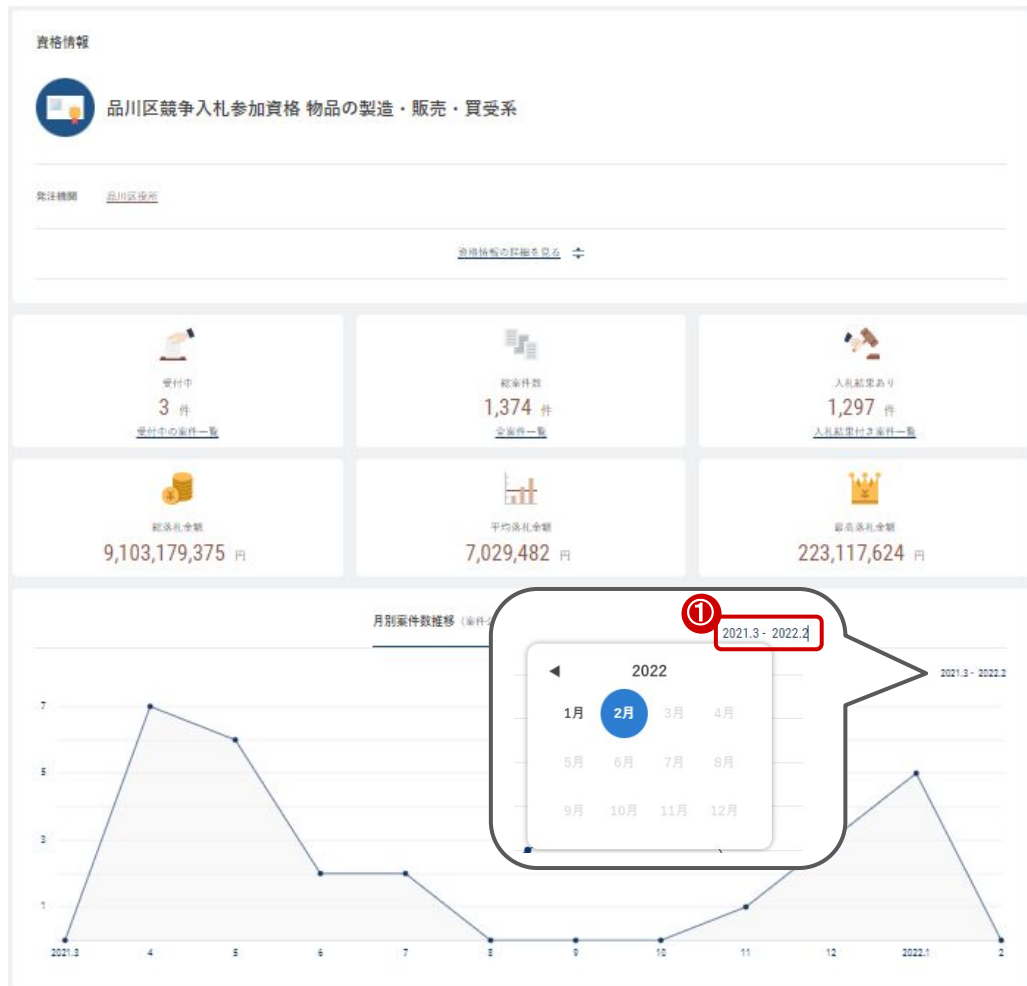 資格情報
品川区競争入札参加資格 物品の製造・販売・買受系
発注機関 品川区役所
資格情報の詳細を見る
受付中
3 件
受付中の案件一覧
総案件数
1,374 件
全案件一覧
入札結果あり
1,297 件
入札結果付き案件一覧
総落札金額
9,103,179,375 円
平均落札金額
7,029,482 円
最高落札金額
223,117,624 円
月別案件数推移（案件公
①
2021.3 - 2022.2
◀ 2022
1月 2月 3月 4月
5月 6月 7月 8月
9月 10月 11月 12月
2021.3 - 2022.2
7
5
3
1
2021.3 4 5 6 7 8 9 10 11 12 2022.1 2